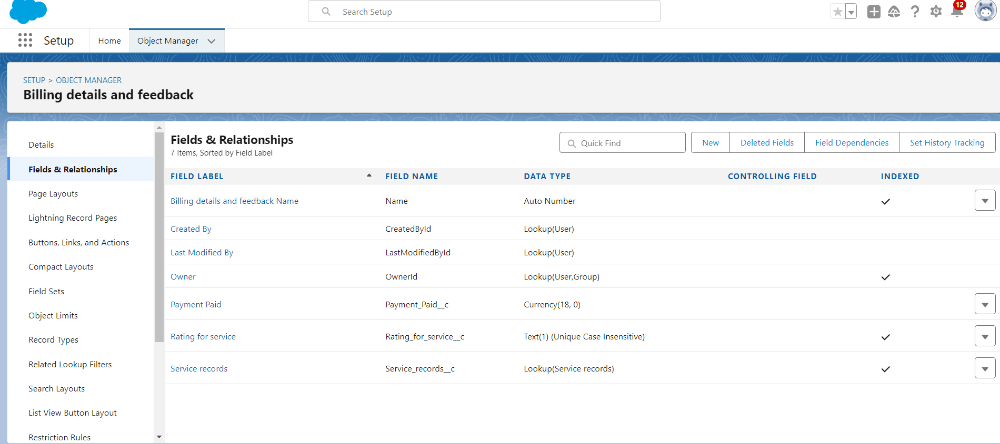 Search Setup
12
Setup
Home
Object Manager
SETUP > OBJECT MANAGER
Billing details and feedback
Details
Fields & Relationships
Page Layouts
Lightning Record Pages
Buttons, Links, and Actions
Compact Layouts
Field Sets
Object Limits
Record Types
Related Lookup Filters
Search Layouts
List View Button Layout
Restriction Rules
Fields & Relationships
7 Items, Sorted by Field Label
Quick Find
New
Deleted Fields
Field Dependencies
Set History Tracking
FIELD LABEL FIELD NAME DATA TYPE CONTROLLING FIELD INDEXED
Billing details and feedback Name Name Auto Number
Created By CreatedById Lookup(User)
Last Modified By LastModifiedById Lookup(User)
Owner OwnerId Lookup(User,Group)
Payment Paid Payment_Paid__c Currency(18, 0)
Rating for service Rating_for_service__c Text(1) (Unique Case Insensitive)
Service records Service_records__c Lookup(Service records)